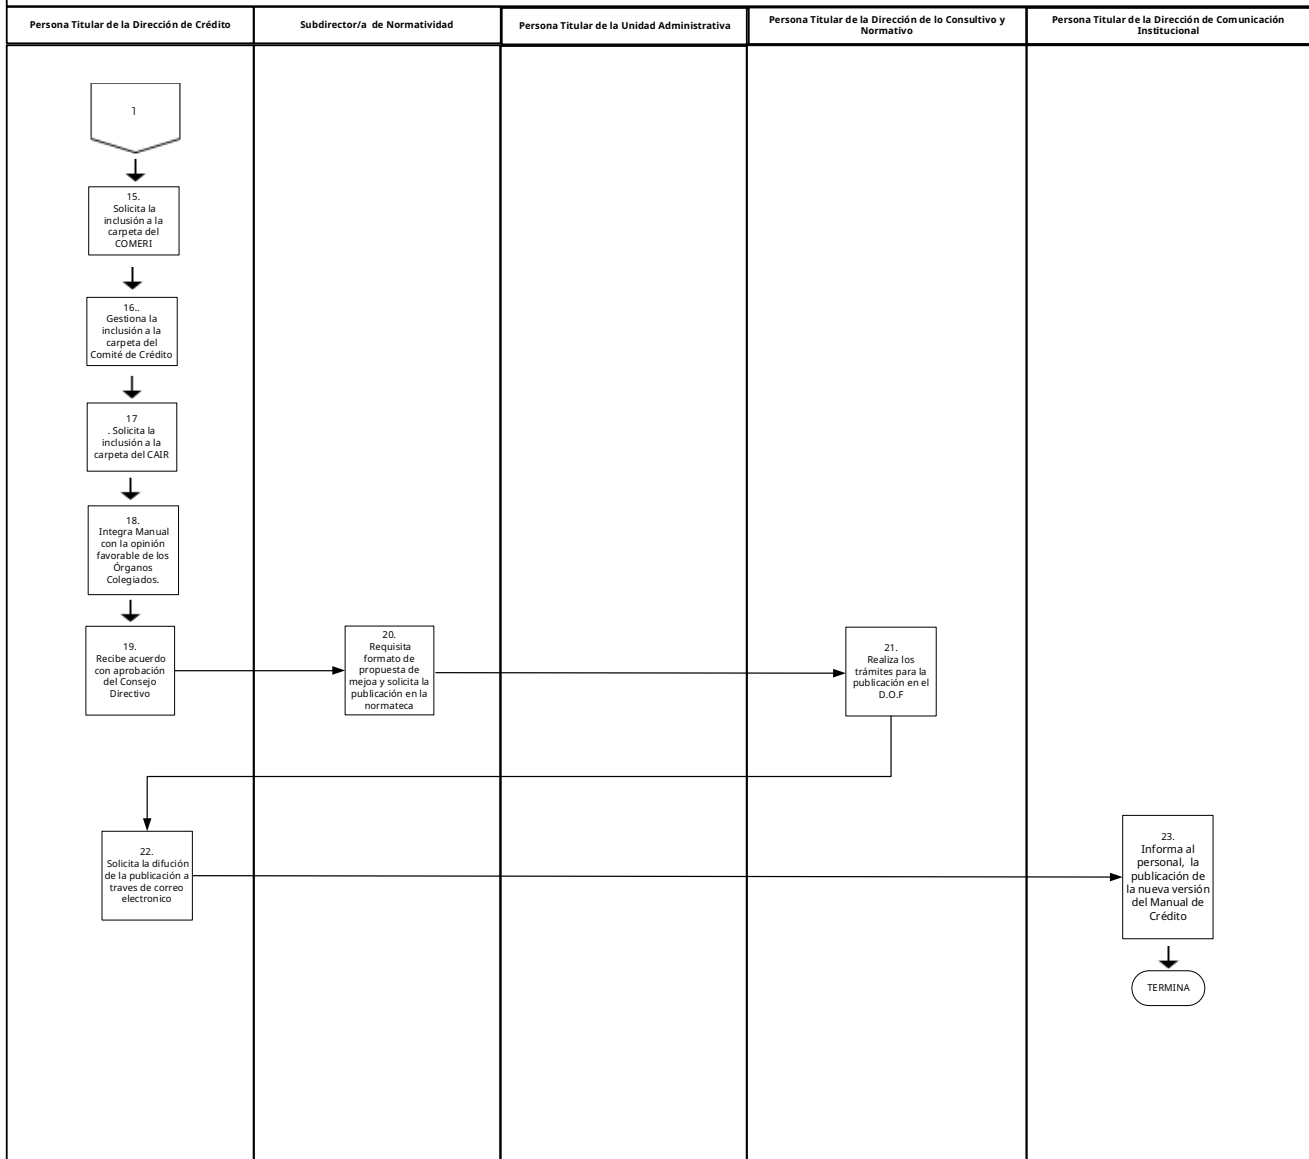 Persona Titular de la Dirección de Crédito
Subdirector/a de Normatividad
Persona Titular de la Unidad Administrativa
Persona Titular de la Dirección de lo Consultivo y
Normativo
Persona Titular de la Dirección de Comunicación
Institucional
1
15.
Solicita la
inclusión a la
carpeta del
COMERI
16..
Gestiona la
inclusión a la
carpeta del
Comité de Crédito
17
. Solicita la
inclusión a la
carpeta del CAIR
18.
Integra Manual
con la opinión
favorable de los
Órganos
Colegiados.
19.
Recibe acuerdo
con aprobación
del Consejo
Directivo
20.
Requisita
formato de
propuesta de
mejoa y solicita la
publicación en la
normateca
21.
Realiza los
trámites para la
publicación en el
D.O.F
22.
Solicita la difución
de la publicación a
traves de correo
electronico
23.
Informa al
personal, la
publicación de
la nueva versión
del Manual de
Crédito
TERMINA